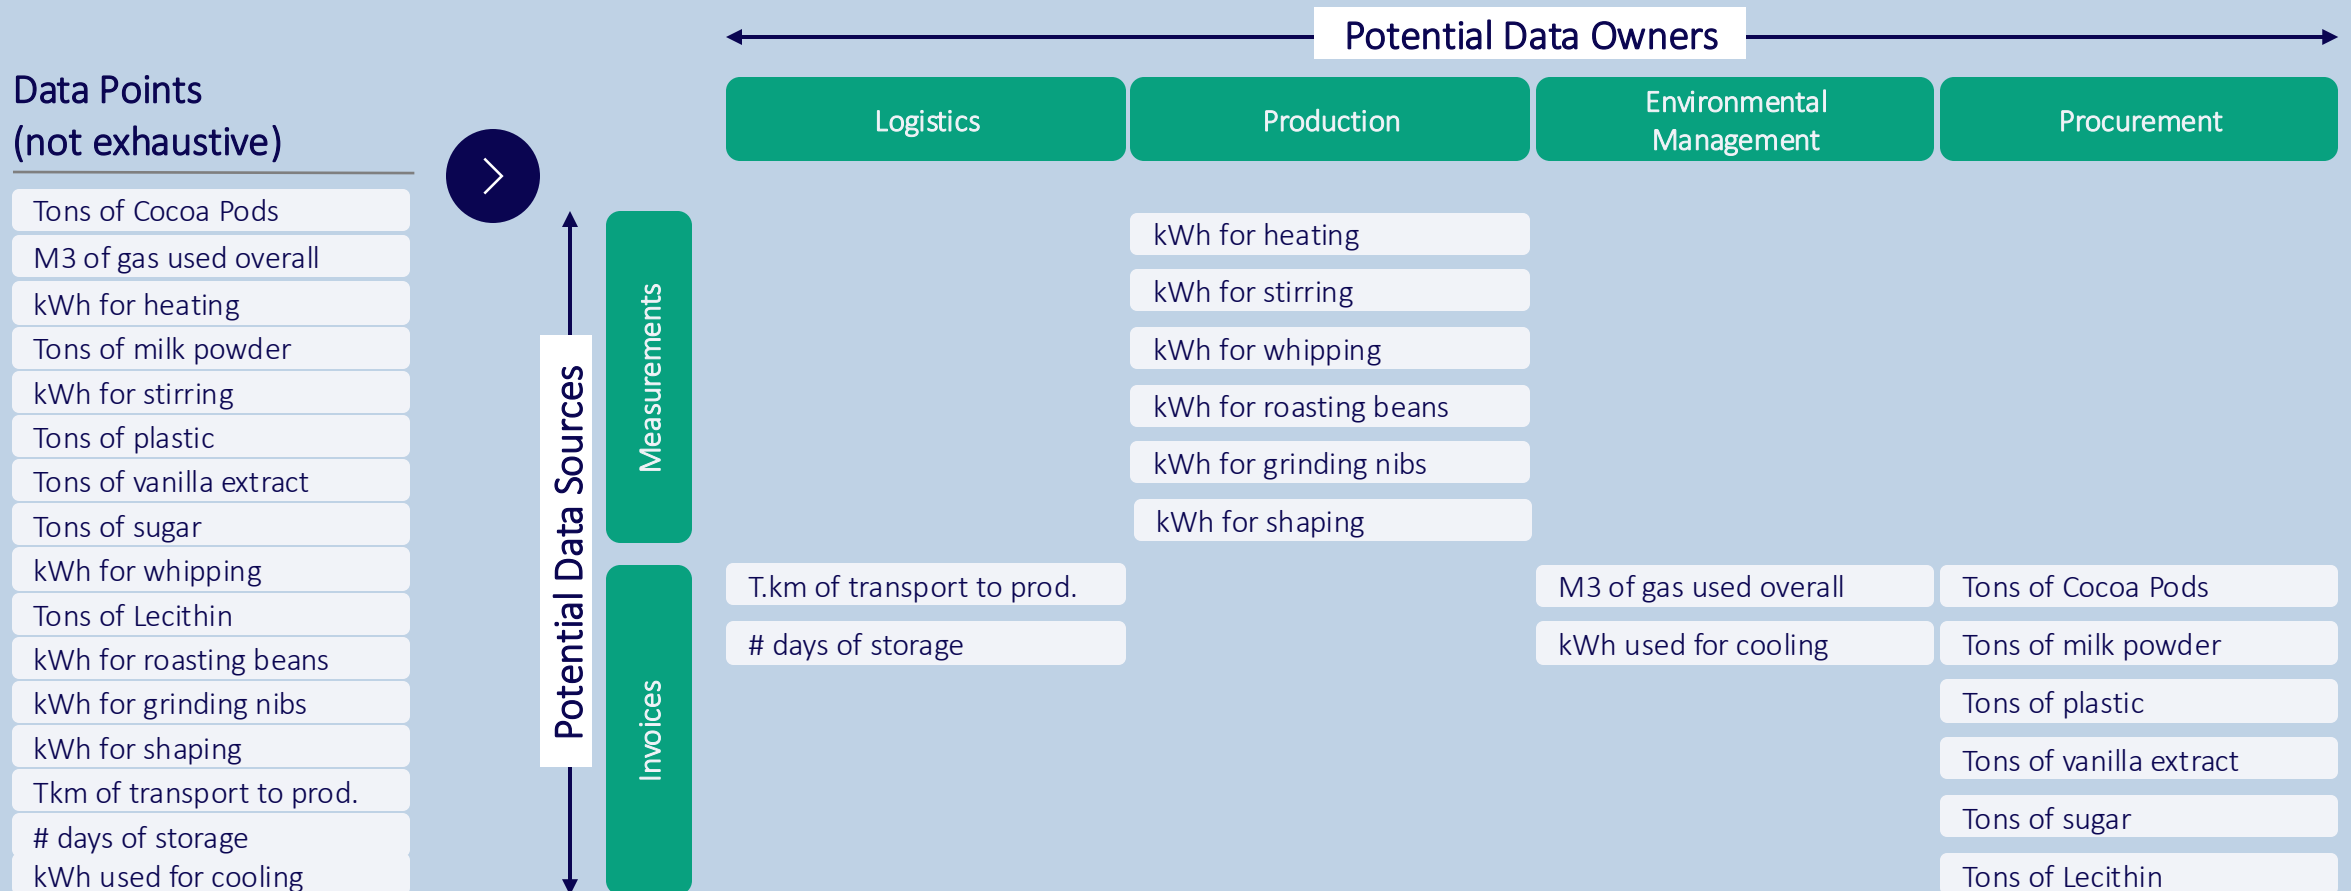 Potential Data Owners
Data Points
(not exhaustive)
Logistics
Production
Environmental
Management
Procurement
Tons of Cocoa Pods
M3 of gas used overall
kWh for heating
Tons of milk powder
kWh for stirring
Tons of plastic
Tons of vanilla extract
Tons of sugar
kWh for whipping
Tons of Lecithin
kWh for roasting beans
kWh for grinding nibs
kWh for shaping
Tkm of transport to prod.
# days of storage
kWh used for cooling
Potential Data Sources
Measurements
kWh for heating
kWh for stirring
kWh for whipping
kWh for roasting beans
kWh for grinding nibs
kWh for shaping
Invoices
T.km of transport to prod.
# days of storage
M3 of gas used overall
kWh used for cooling
Tons of Cocoa Pods
Tons of milk powder
Tons of plastic
Tons of vanilla extract
Tons of sugar
Tons of Lecithin